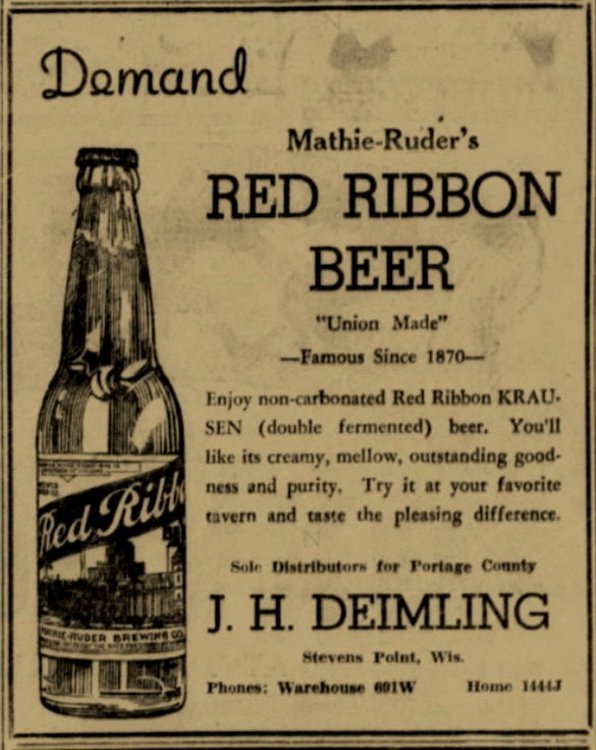 Demand
Mathie-Ruder's
RED RIBBON
BEER
"Union Made"
—Famous Since 1870—
Enjoy non-carbonated Red Ribbon KRAU-
SEN (double fermented) beer. You'll
like its creamy, mellow, outstanding good-
ness and purity. Try it at your favorite
tavern and taste the pleasing difference.
Sole Distributors for Portage County
J. H. DEIMLING
Stevens Point, Wis.
Phones: Warehouse 691W Home 1444J
Red Ribb
MATHIE-RUDER BREWING CO.